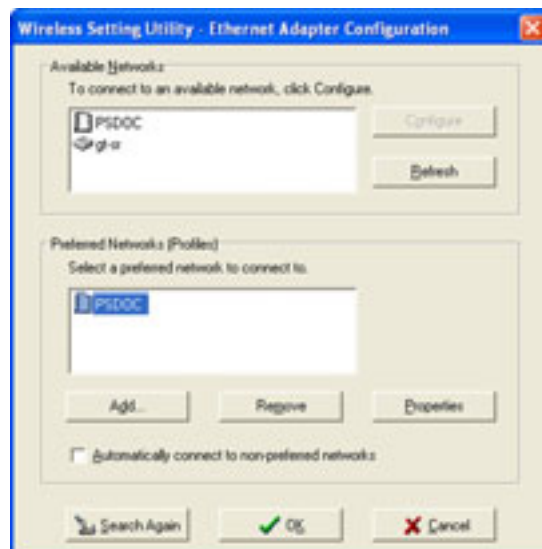 Wireless Setting Utility - Ethernet Adapter Configuration
Available Networks
To connect to an available network, click Configure.
PSDOC
gt-cr
Configure
Refresh
Preferred Networks (Profiles)
Select a preferred network to connect to.
PSDOC
Add...
Remove
Properties
Automatically connect to non-preferred networks
Search Again
OK
Cancel